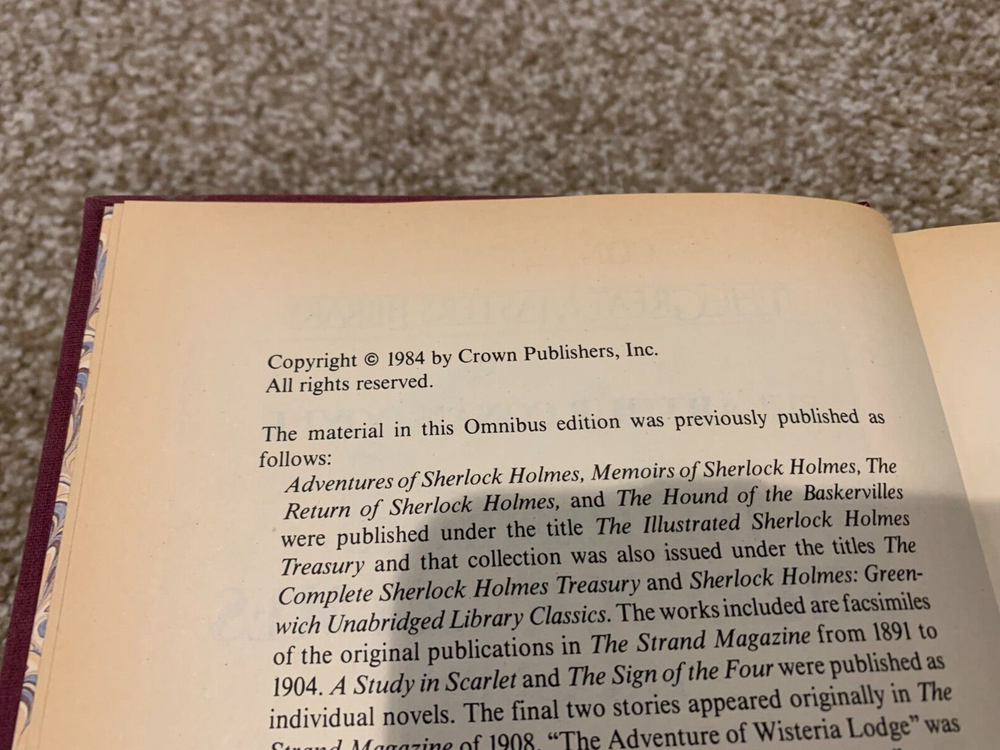 Copyright © 1984 by Crown Publishers, Inc.
All rights reserved.
The material in this Omnibus edition was previously published as
follows:
Adventures of Sherlock Holmes, Memoirs of Sherlock Holmes, The
Return of Sherlock Holmes, and The Hound of the Baskervilles
were published under the title The Illustrated Sherlock Holmes
Treasury and that collection was also issued under the titles The
Complete Sherlock Holmes Treasury and Sherlock Holmes: Green-
wich Unabridged Library Classics. The works included are facsimiles
of the original publications in The Strand Magazine from 1891 to
1904. A Study in Scarlet and The Sign of the Four were published as
individual novels. The final two stories appeared originally in The
Strand Magazine of 1908. “The Adventure of Wisteria Lodge” was